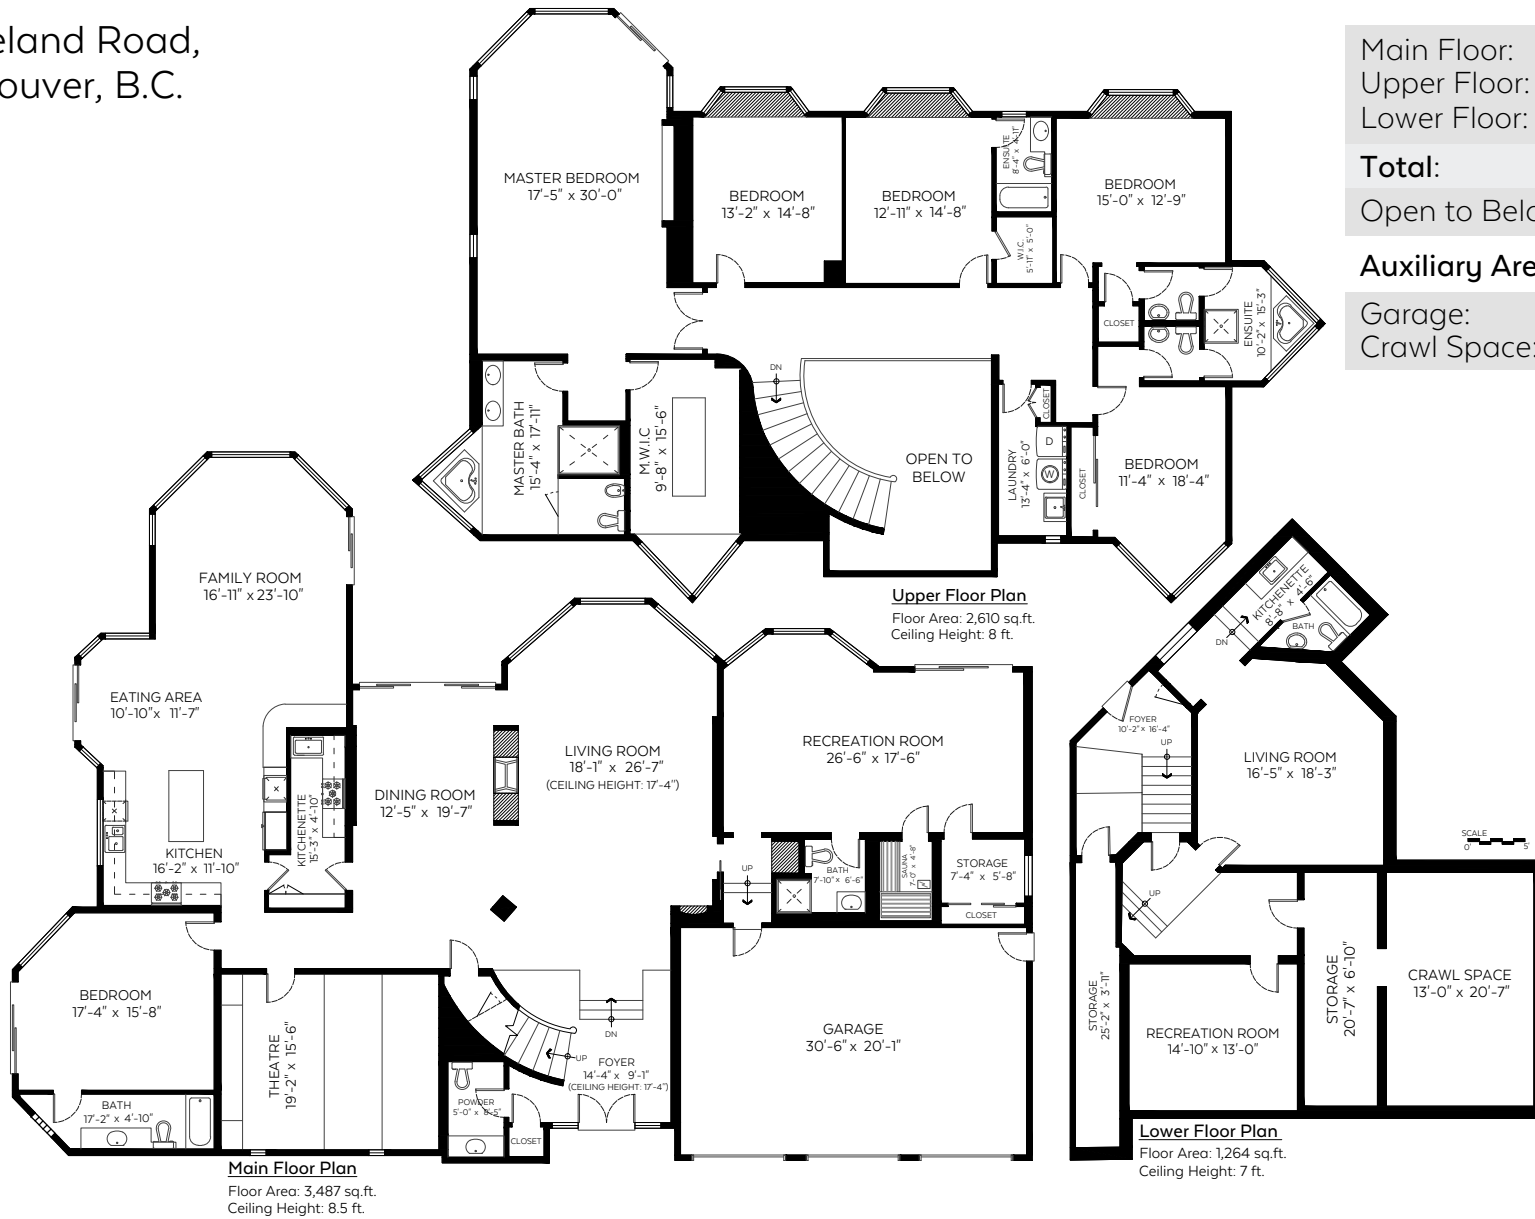 eland Road,
ouver, B.C.
Main Floor:
Upper Floor:
Lower Floor:
Total:
Open to Belo
Auxiliary Are
Garage:
Crawl Space:
MASTER BEDROOM
17'-5" x 30'-0"
BEDROOM
13'-2" x 14'-8"
BEDROOM
12'-11" x 14'-8"
ENSUITE
8'-4" x 4'-11"
W.I.C.
5'-11" x 5'-0"
BEDROOM
15'-0" x 12'-9"
CLOSET
ENSUITE
10'-2" x 15'-3"
MASTER BATH
15'-4" x 17'-11"
M.W.I.C
9'-8" x 15'-6"
DN
OPEN TO
BELOW
LAUNDRY
13'-4" x 6'-0"
CLOSET
D
W
CLOSET
BEDROOM
11'-4" x 18'-4"
Upper Floor Plan
Floor Area: 2,610 sq.ft.
Ceiling Height: 8 ft.
FAMILY ROOM
16'-11" x 23'-10"
EATING AREA
10'-10" x 11'-7"
KITCHEN
16'-2" x 11'-10"
KITCHENETTE
15'-3" x 4'-10"
DINING ROOM
12'-5" x 19'-7"
LIVING ROOM
18'-1" x 26'-7"
(CEILING HEIGHT: 17'-4")
RECREATION ROOM
26'-6" x 17'-6"
UP
BATH
7'-10" x 6'-6"
SAUNA
7'-0" x 4'-8"
STORAGE
7'-4" x 5'-8"
CLOSET
BEDROOM
17'-4" x 15'-8"
BATH
17'-2" x 4'-10"
THEATRE
19'-2" x 15'-6"
DN
UP
FOYER
14'-4" x 9'-1"
(CEILING HEIGHT: 17'-4")
POWDER
5'-0" x 8'-5"
CLOSET
GARAGE
30'-6" x 20'-1"
Main Floor Plan
Floor Area: 3,487 sq.ft.
Ceiling Height: 8.5 ft.
KITCHENETTE
8'-8" x 4'-6"
BATH
DN
FOYER
10'-2" x 16'-4"
UP
LIVING ROOM
16'-5" x 18'-3"
SCALE
0' 5'
UP
STORAGE
25'-2" x 3'-11"
RECREATION ROOM
14'-10" x 13'-0"
STORAGE
20'-7" x 6'-10"
CRAWL SPACE
13'-0" x 20'-7"
Lower Floor Plan
Floor Area: 1,264 sq.ft.
Ceiling Height: 7 ft.